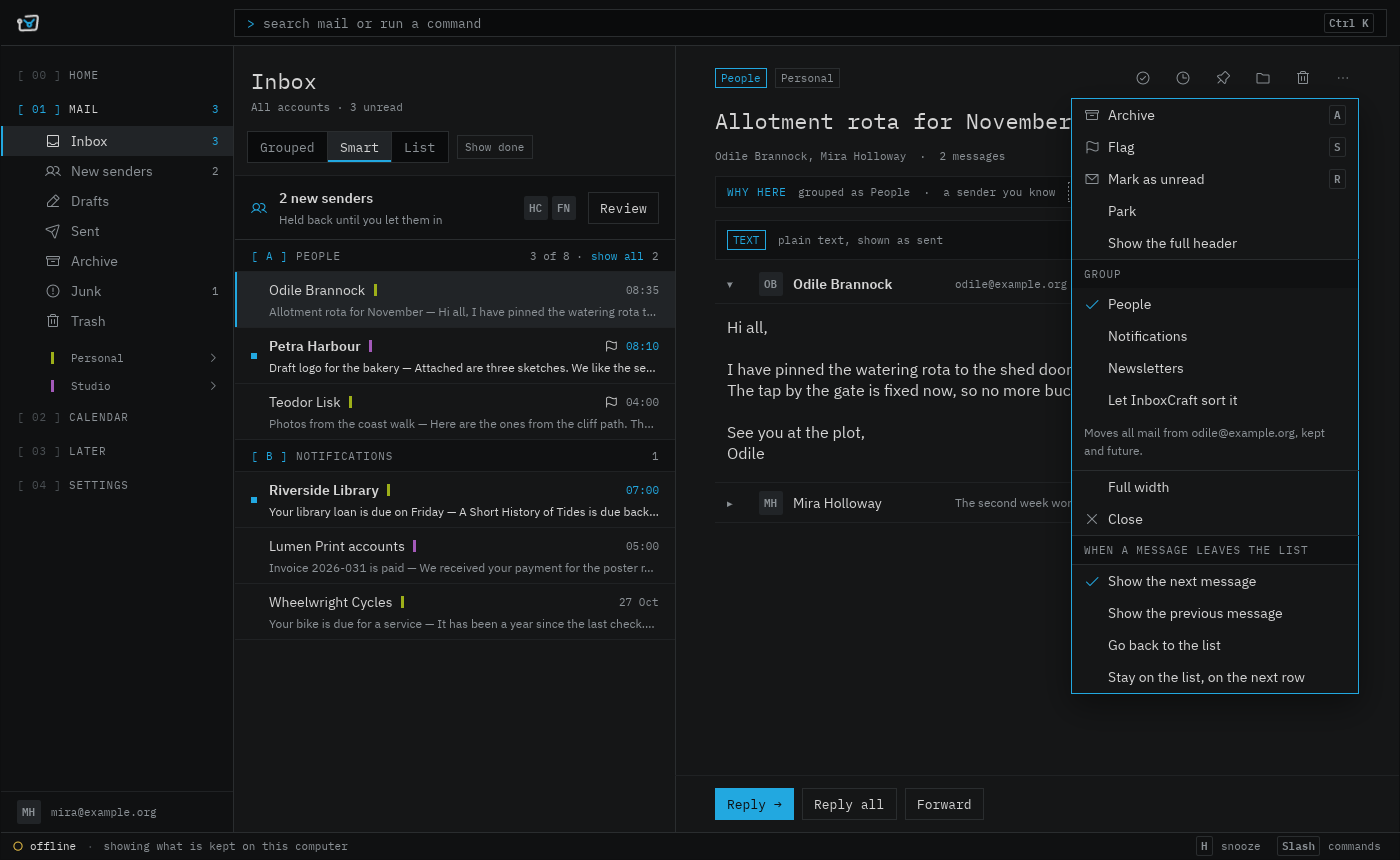 > search mail or run a command
Ctrl K
[ 00 ] HOME
[ 01 ] MAIL 3
Inbox 3
New senders 2
Drafts
Sent
Archive
Junk 1
Trash
Personal
Studio
[ 02 ] CALENDAR
[ 03 ] LATER
[ 04 ] SETTINGS
MH mira@example.org
Inbox
All accounts · 3 unread
Grouped Smart List Show done
2 new senders
Held back until you let them in
HC FN Review
[ A ] PEOPLE 3 of 8 · show all 2
Odile Brannock 08:35
Allotment rota for November — Hi all, I have pinned the watering rota t…
Petra Harbour 08:10
Draft logo for the bakery — Attached are three sketches. We like the se…
Teodor Lisk 04:00
Photos from the coast walk — Here are the ones from the cliff path. Th…
[ B ] NOTIFICATIONS 1
Riverside Library 07:00
Your library loan is due on Friday — A Short History of Tides is due back…
Lumen Print accounts 05:00
Invoice 2026-031 is paid — We received your payment for the poster r…
Wheelwright Cycles 27 Oct
Your bike is due for a service — It has been a year since the last check.…
People Personal
Allotment rota for November
Odile Brannock, Mira Holloway · 2 messages
WHY HERE grouped as People · a sender you know
TEXT plain text, shown as sent
OB Odile Brannock odile@example.org
Hi all,
I have pinned the watering rota to the shed door
The tap by the gate is fixed now, so no more buc
See you at the plot,
Odile
MH Mira Holloway The second week wor
Reply → Reply all Forward
Archive A
Flag S
Mark as unread R
Park
Show the full header
GROUP
People
Notifications
Newsletters
Let InboxCraft sort it
Moves all mail from odile@example.org, kept
and future.
Full width
Close
WHEN A MESSAGE LEAVES THE LIST
Show the next message
Show the previous message
Go back to the list
Stay on the list, on the next row
offline · showing what is kept on this computer
H snooze Slash commands